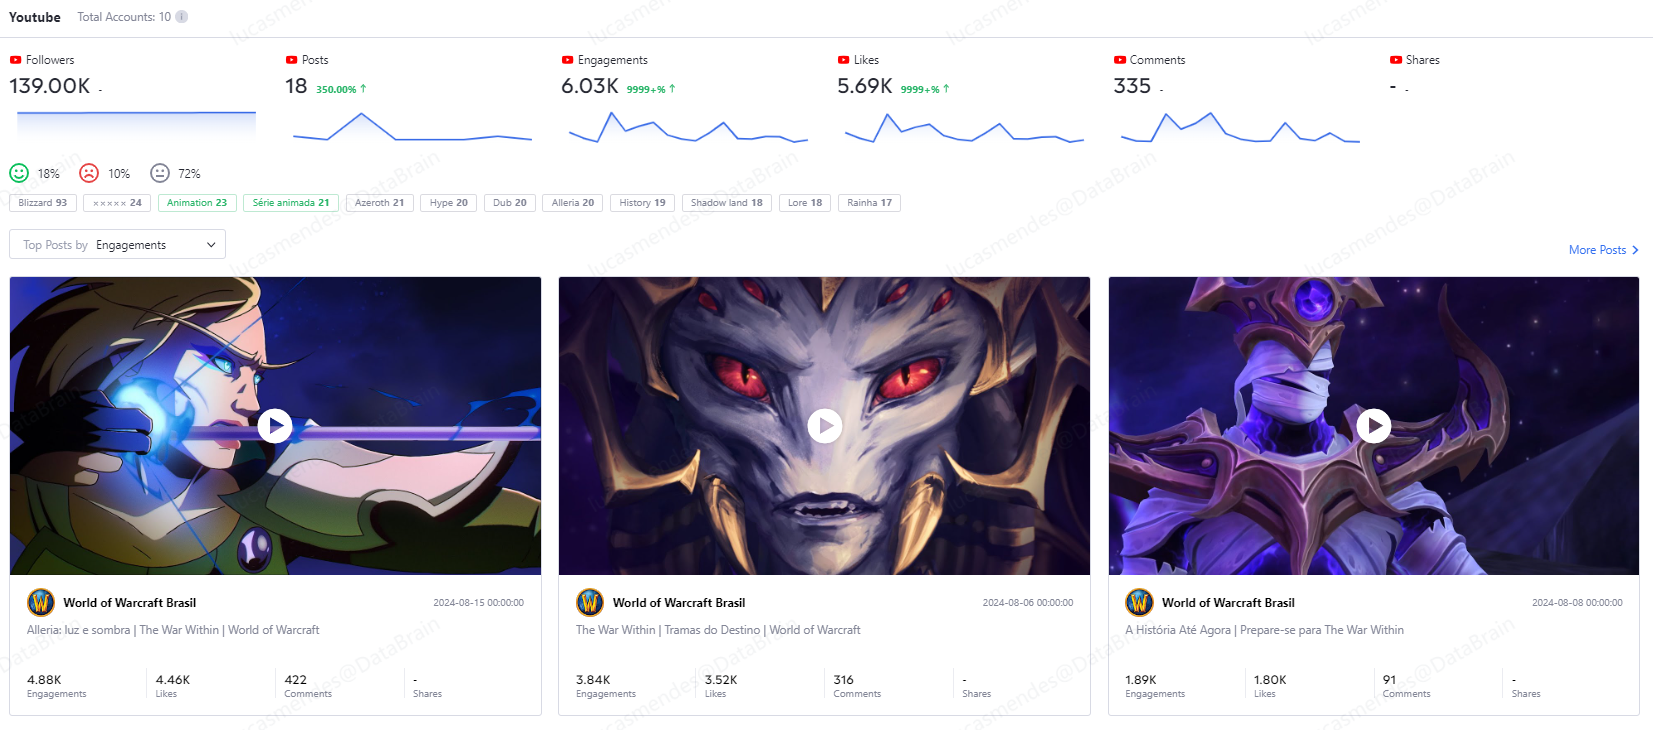 Youtube Total Accounts: 10
Followers Posts Engagements Likes Comments Shares
139.00K - 18 350.00% ↑ 6.03K 9999+% ↑ 5.69K 9999+% ↑ 335 - - -
18% 10% 72%
Blizzard 93 ××××× 24 Animation 23 Série animada 21 Azeroth 21 Hype 20 Dub 20 Alleria 20 History 19 Shadow land 18 Lore 18 Rainha 17
Top Posts by Engagements
More Posts >
World of Warcraft Brasil 2024-08-15 00:00:00
Alleria: luz e sombra | The War Within | World of Warcraft
4.88K 4.46K 422 -
Engagements Likes Comments Shares
World of Warcraft Brasil 2024-08-06 00:00:00
The War Within | Tramas do Destino | World of Warcraft
3.84K 3.52K 316 -
Engagements Likes Comments Shares
World of Warcraft Brasil 2024-08-08 00:00:00
A História Até Agora | Prepare-se para The War Within
1.89K 1.80K 91 -
Engagements Likes Comments Shares
lucasmendes@DataBrain